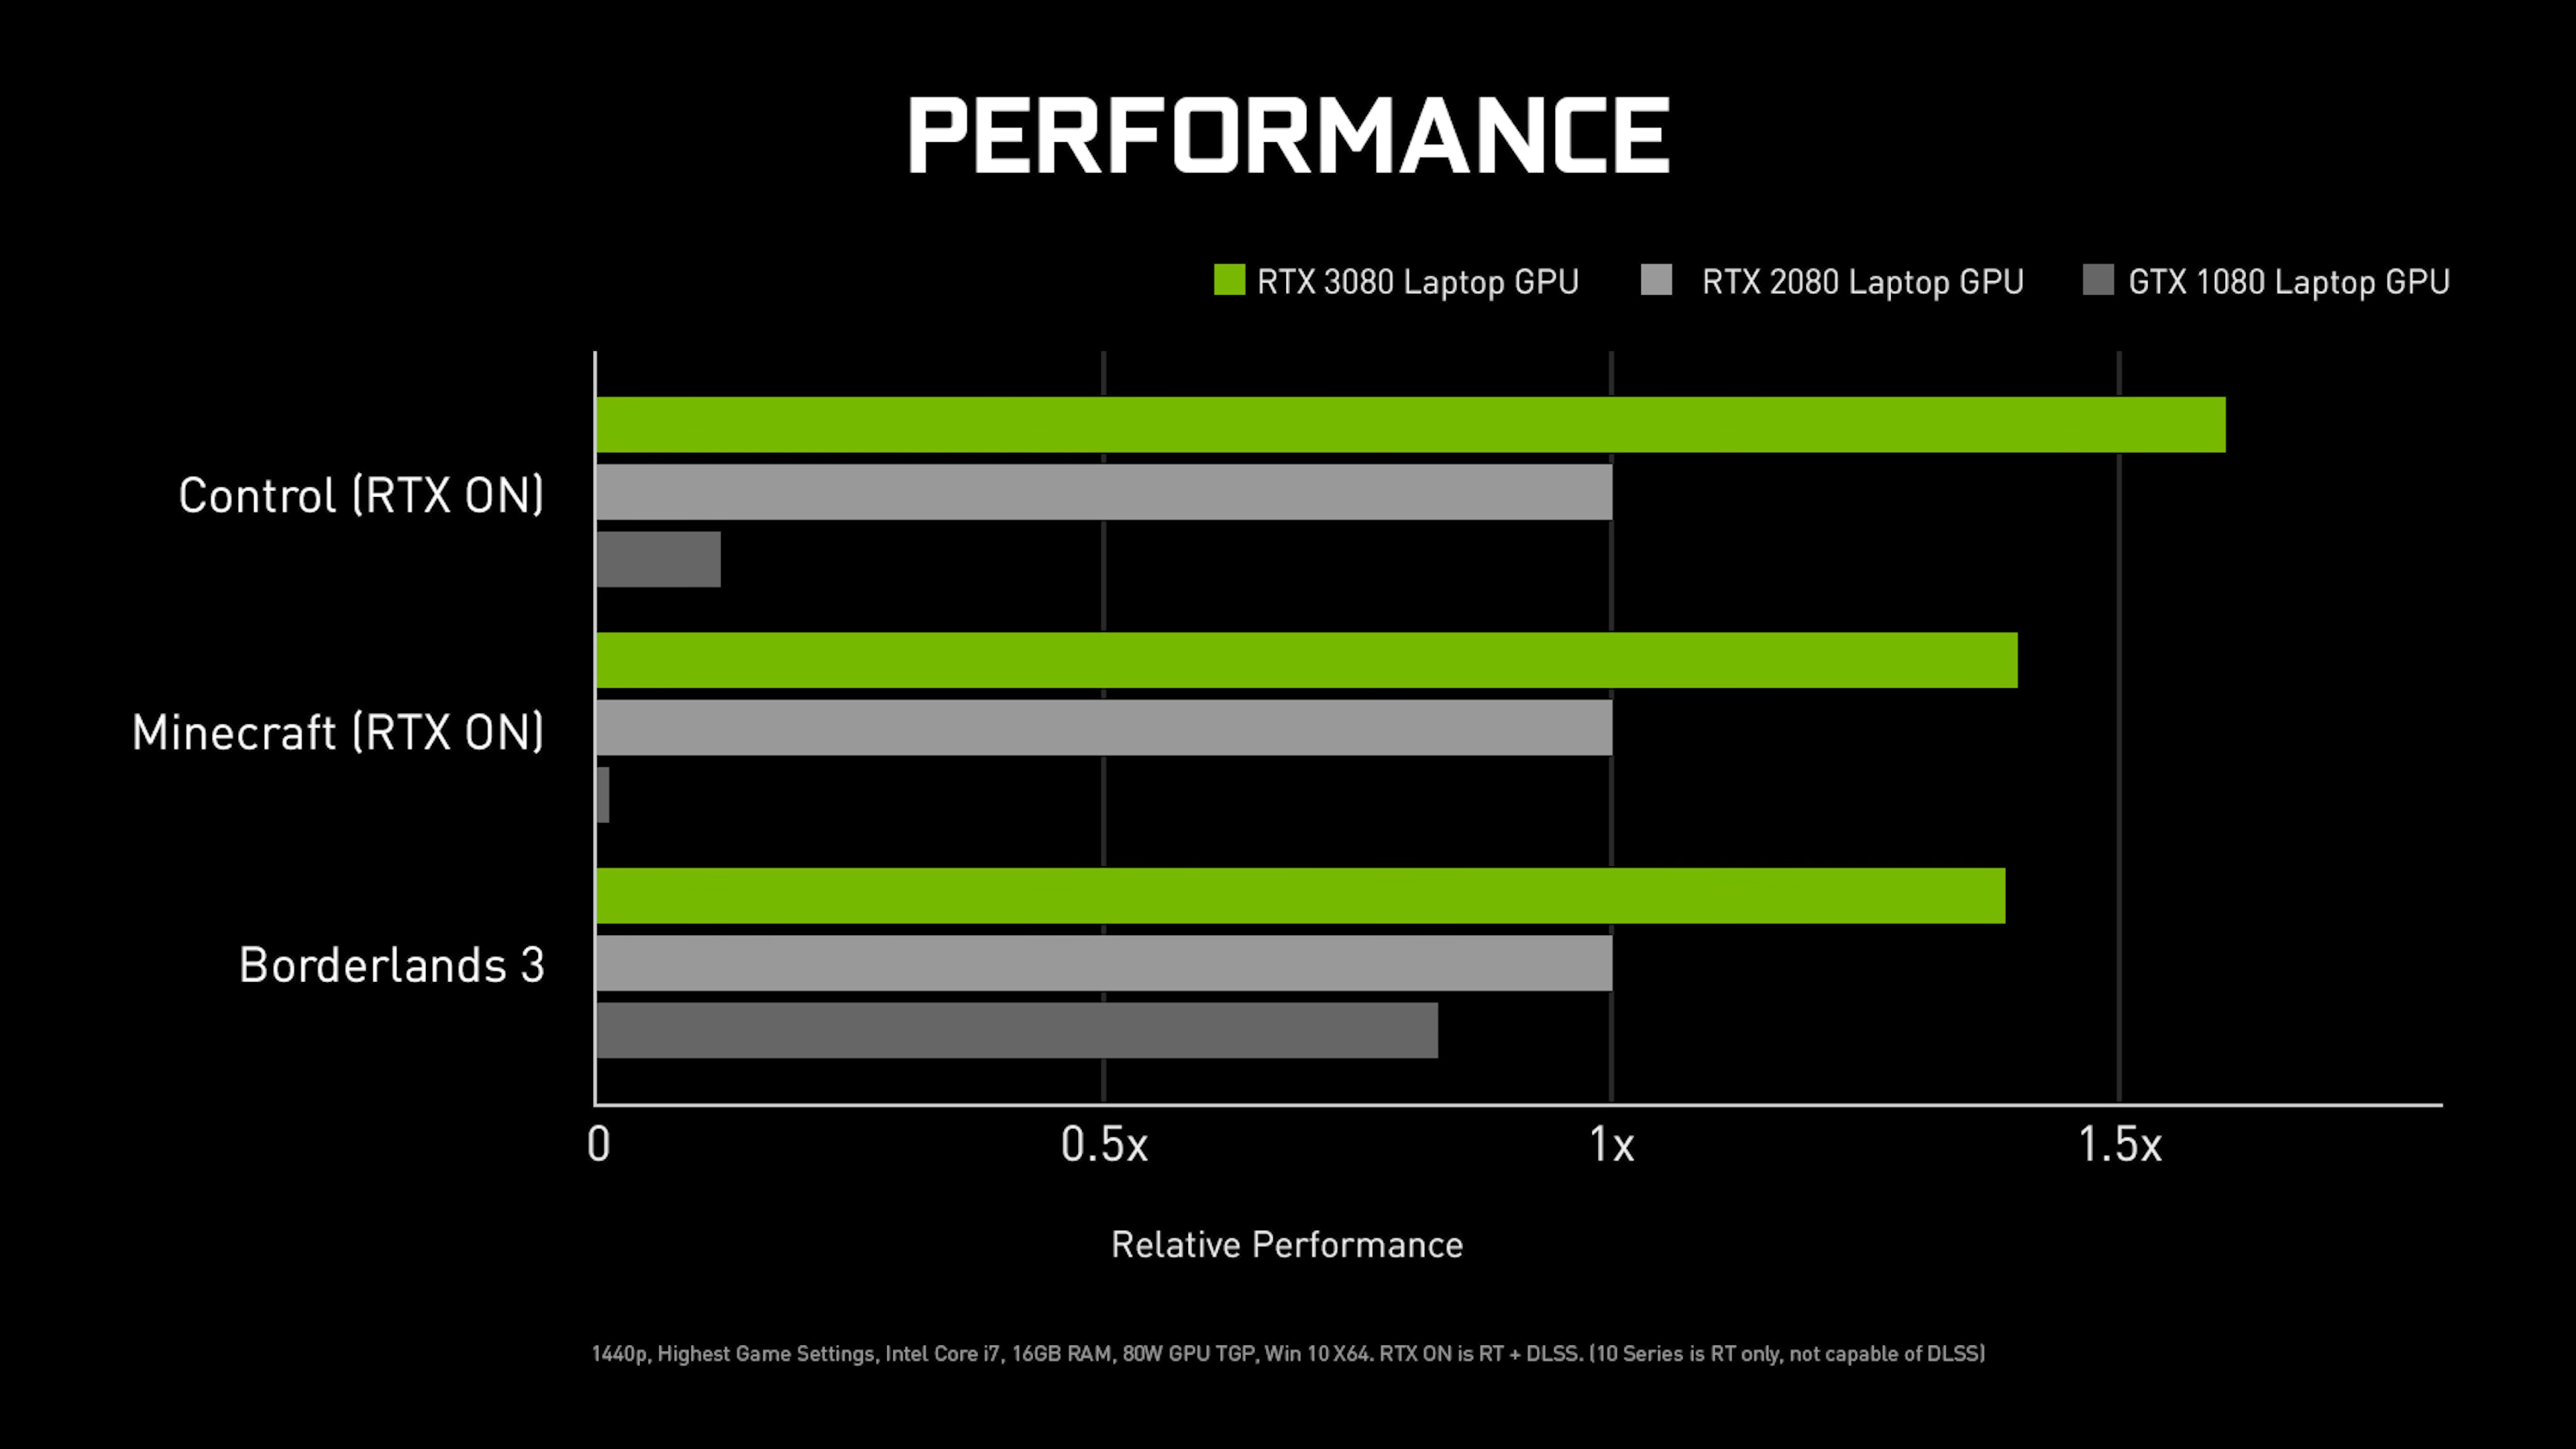 PERFORMANCE
RTX 3080 Laptop GPU RTX 2080 Laptop GPU GTX 1080 Laptop GPU
Control (RTX ON)
Minecraft (RTX ON)
Borderlands 3
0 0.5x 1x 1.5x
Relative Performance
1440p, Highest Game Settings, Intel Core i7, 16GB RAM, 80W GPU TGP, Win 10 X64. RTX ON is RT + DLSS. (10 Series is RT only, not capable of DLSS)